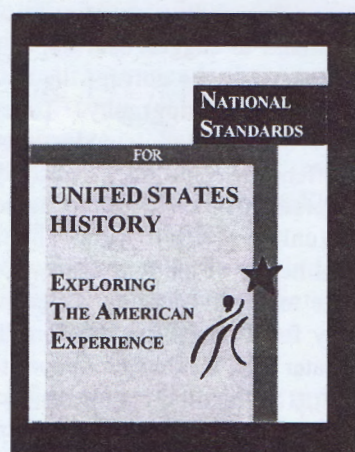 NATIONAL
STANDARDS
FOR
UNITED STATES
HISTORY
EXPLORING
THE AMERICAN
EXPERIENCE